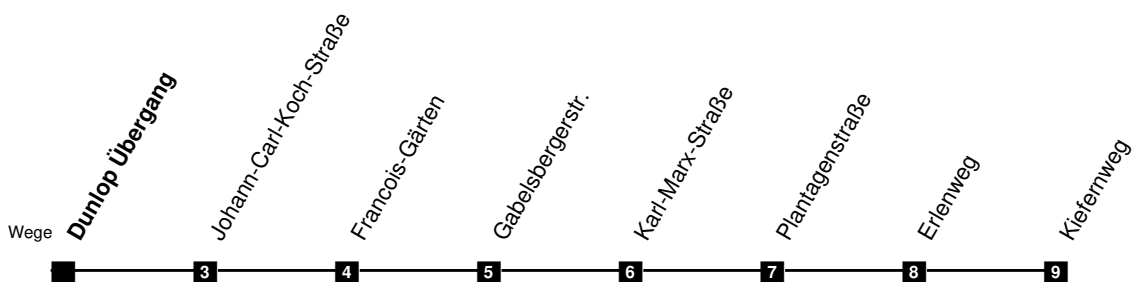 Wege
Dunlop Übergang
Johann-Carl-Koch-Straße
Francois-Gärten
Gabelsbergerstr.
Karl-Marx-Straße
Plantagenstraße
Erlenweg
Kiefernweg
3 4 5 6 7 8 9